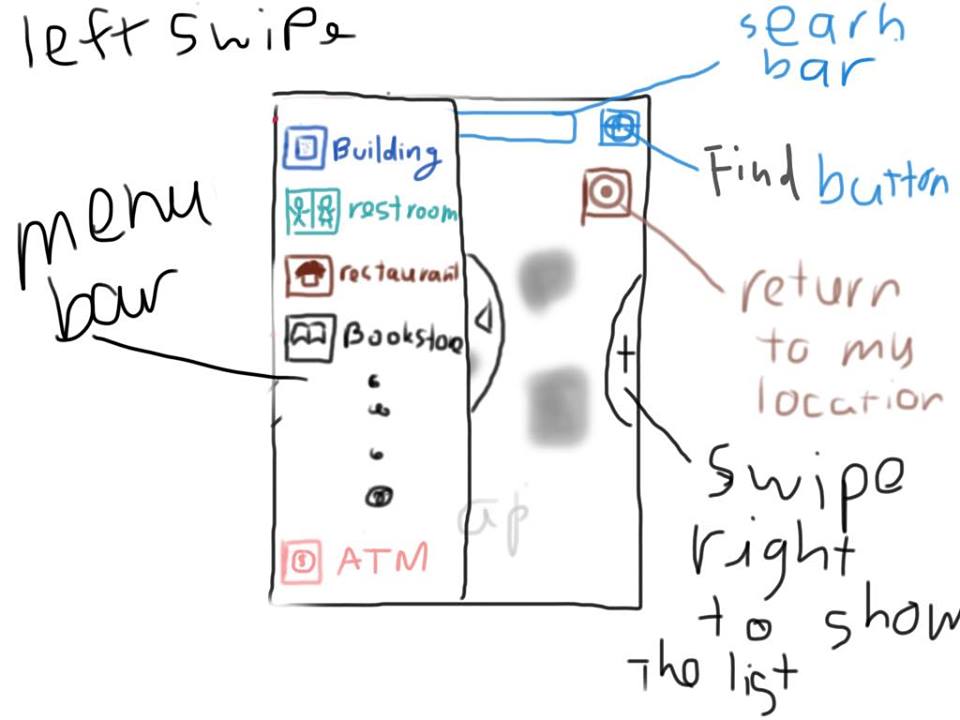 left swipe
searh
bar
Building
Find button
restroom
menu
bar
rectaurant
return
to my
location
Bookstoe
swipe
right
to show
The list
ap
ATM